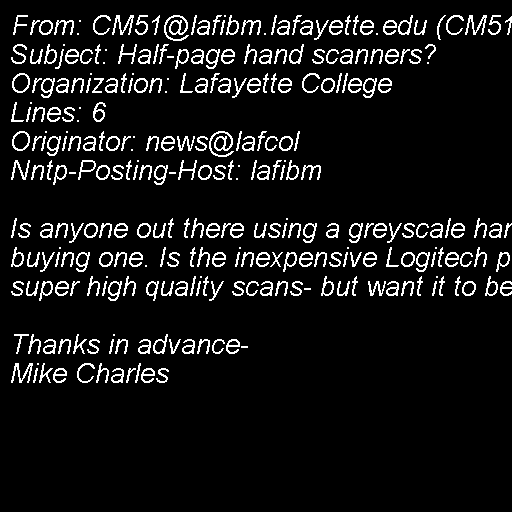 From: CM51@lafibm.lafayette.edu (CM51
Subject: Half-page hand scanners?
Organization: Lafayette College
Lines: 6
Originator: news@lafcol
Nntp-Posting-Host: lafibm
Is anyone out there using a greyscale har
buying one. Is the inexpensive Logitech p
super high quality scans- but want it to be
Thanks in advance-
Mike Charles